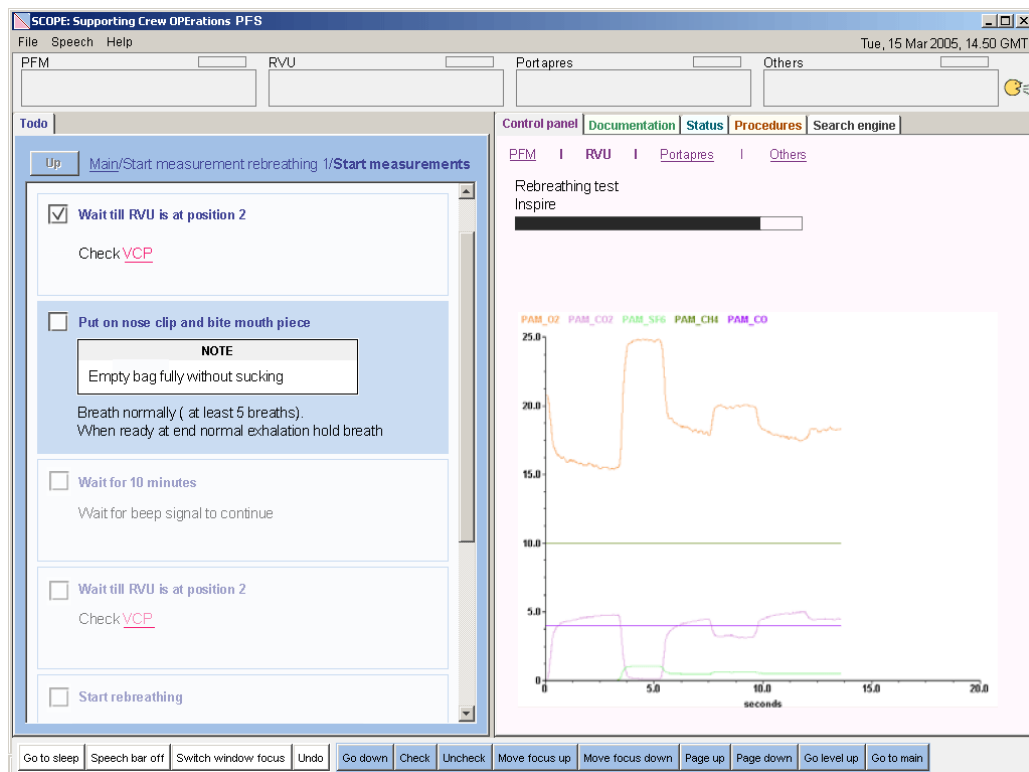 SCOPE: Supporting Crew OPErations PFS
File Speech Help
Tue, 15 Mar 2005, 14.50 GMT
PFM RVU Portapres Others
Todo
Control panel Documentation Status Procedures Search engine
Up Main/Start measurement rebreathing 1/Start measurements
Wait till RVU is at position 2
Check VCP
Put on nose clip and bite mouth piece
NOTE
Empty bag fully without sucking
Breath normally ( at least 5 breaths).
When ready at end normal exhalation hold breath
Wait for 10 minutes
Wait for beep signal to continue
Wait till RVU is at position 2
Check VCP
Start rebreathing
PFM I RVU I Portapres I Others
Rebreathing test
Inspire
PAM_O2 PAM_CO2 PAM_SF6 PAM_CH4 PAM_CO
25.0
20.0
15.0
10.0
5.0
0
0 5.0 10.0 15.0 20.0
seconds
Go to sleep Speech bar off Switch window focus Undo Go down Check Uncheck Move focus up Move focus down Page up Page down Go level up Go to main